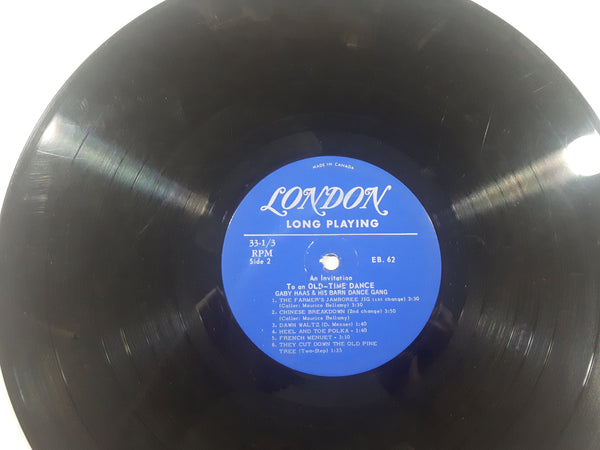 MADE IN CANADA
LONDON
LONG PLAYING
33-1/3
RPM
Side 2
EB. 62
An Invitation
To an OLD-TIME DANCE
GABY HAAS & HIS BARN DANCE GANG
1. THE FARMER'S JAMBOREE JIG (1st change) 3:30
(Caller: Maurice Bellamy)
2. CHINESE BREAKDOWN (2nd change) 3:50
(Caller: Maurice Bellamy)
3. DAWN WALTZ (D. Messer) 1:40
4. HEEL AND TOE POLKA - 1:40
5. FRENCH MENUET - 3:10
6. THEY CUT DOWN THE OLD PINE
TREE (Two-Step) 1:35